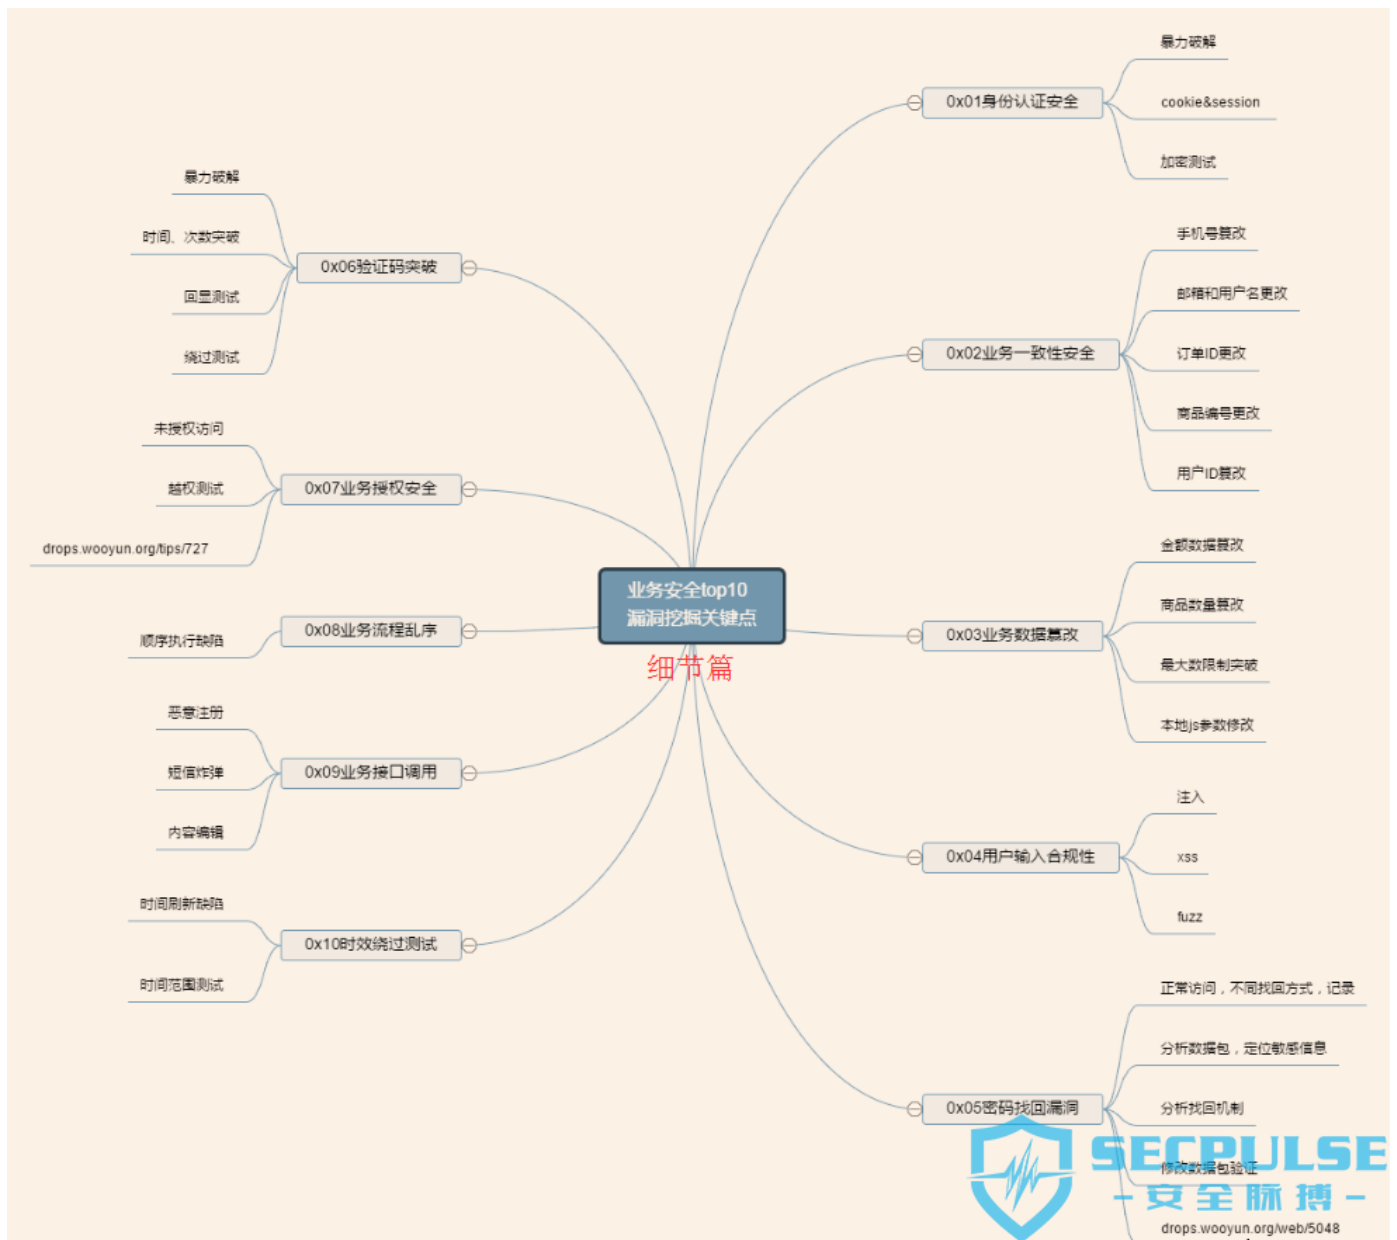 业务安全top10
漏洞挖掘关键点
细节篇
0x01身份认证安全
暴力破解
cookie&session
加密测试
0x02业务一致性安全
手机号篡改
邮箱和用户名更改
订单ID更改
商品编号更改
用户ID篡改
0x03业务数据篡改
金额数据篡改
商品数量篡改
最大数限制突破
本地js参数修改
0x04用户输入合规性
注入
xss
fuzz
0x05密码找回漏洞
正常访问，不同找回方式，记录
分析数据包，定位敏感信息
分析找回机制
修改数据包验证
drops.wooyun.org/web/5048
0x06验证码突破
暴力破解
时间、次数突破
回显测试
绕过测试
0x07业务授权安全
未授权访问
越权测试
drops.wooyun.org/tips/727
0x08业务流程乱序
顺序执行缺陷
0x09业务接口调用
恶意注册
短信炸弹
内容编辑
0x10时效绕过测试
时间刷新缺陷
时间范围测试
SECPULSE
-安全脉搏-